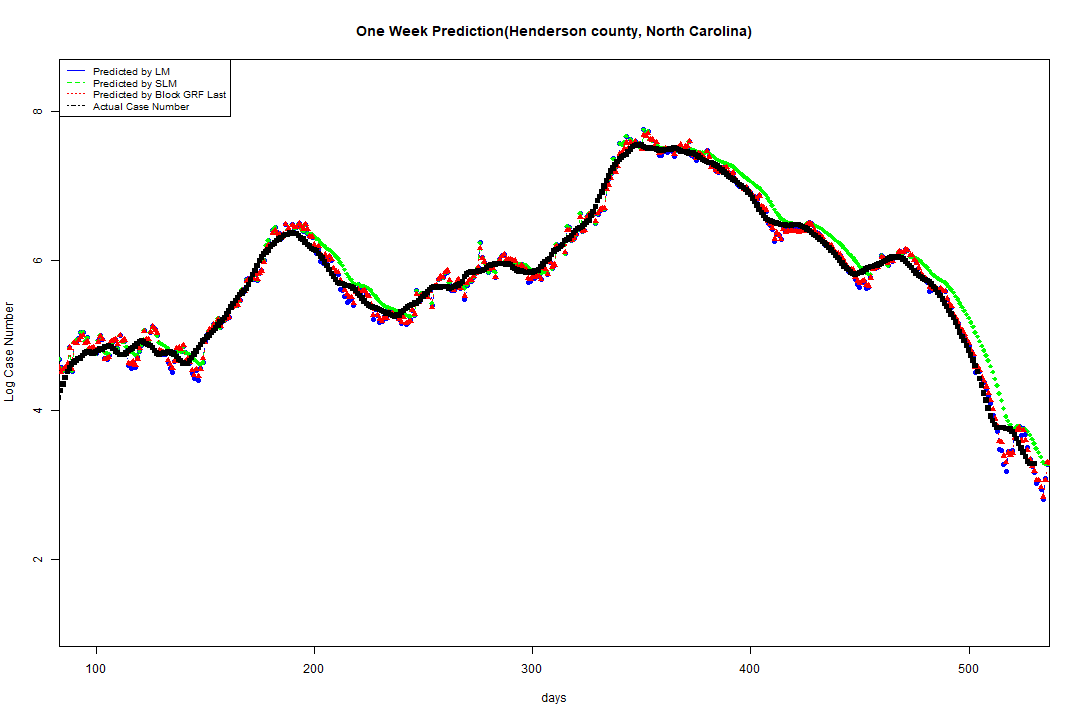 One Week Prediction(Henderson county, North Carolina)
Predicted by LM
Predicted by SLM
Predicted by Block GRF Last
Actual Case Number
Log Case Number
8
6
4
2
100
200
300
400
500
days